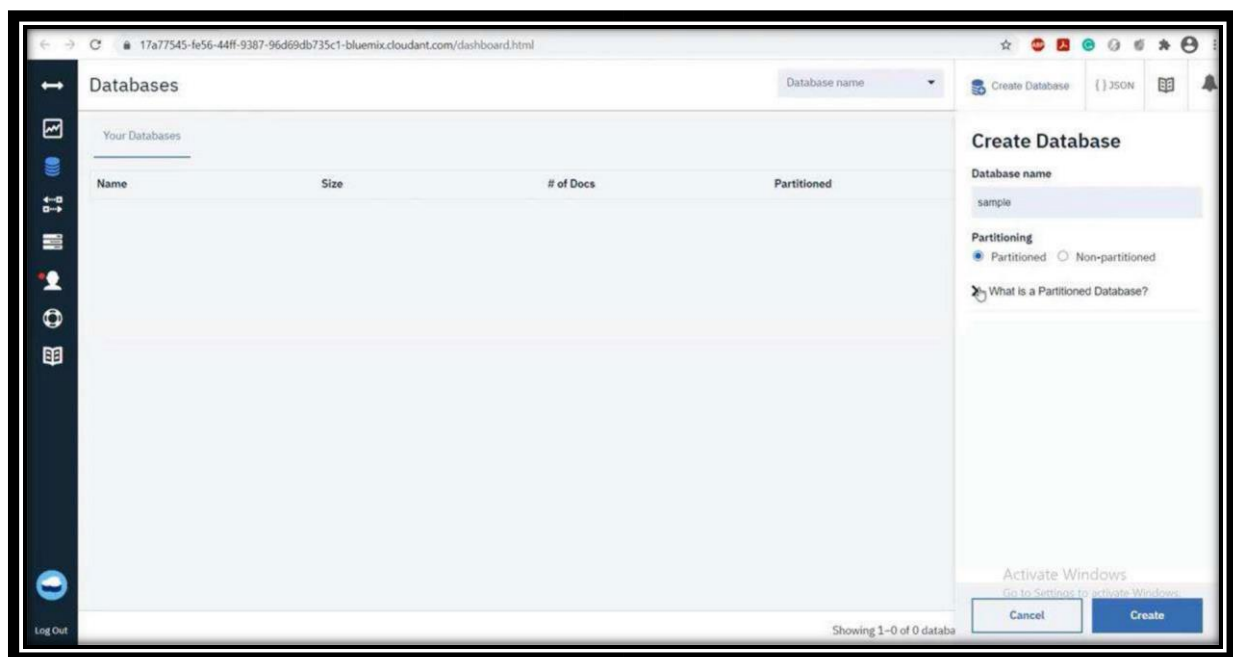 17a77545-fe56-44ff-9387-96d69db735c1-bluemix.cloudant.com/dashboard.html
Databases
Database name
Create Database
{ } JSON
Your Databases
Name Size # of Docs Partitioned
Create Database
Database name
sample
Partitioning
Partitioned Non-partitioned
What is a Partitioned Database?
Activate Windows
Go to Settings to activate Windows.
Cancel Create
Log Out
Showing 1–0 of 0 databa